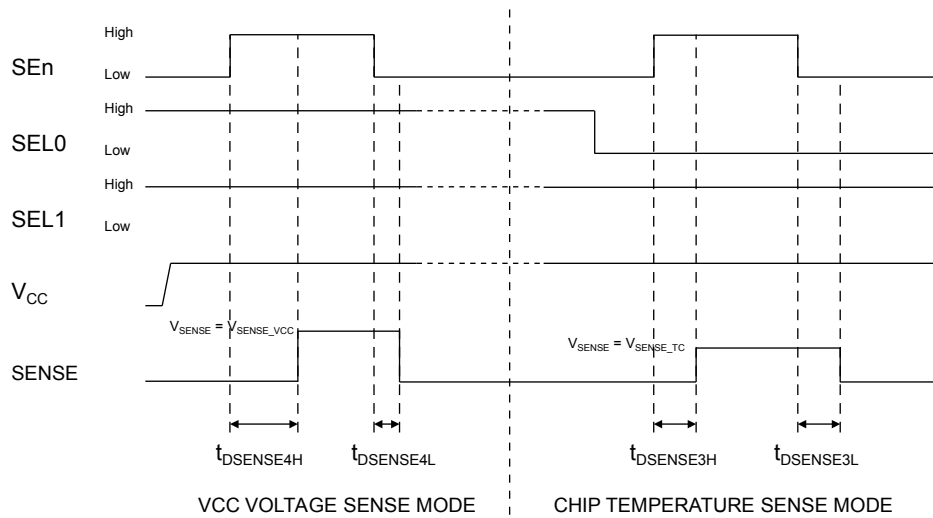 High
SEn
Low
High
SEL0
Low
High
SEL1
Low
VCC
VSENSE = VSENSE_VCC
VSENSE = VSENSE_TC
SENSE
tDSENSE4H
tDSENSE4L
tDSENSE3H
tDSENSE3L
VCC VOLTAGE SENSE MODE
CHIP TEMPERATURE SENSE MODE